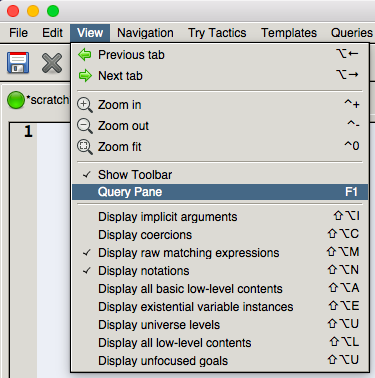 File Edit View Navigation Try Tactics Templates Queries
Previous tab ⌥←
Next tab ⌥→
Zoom in ^+
Zoom out ^-
Zoom fit ^0
*scratch
1
✓ Show Toolbar
Query Pane F1
Display implicit arguments ⇧⌥I
Display coercions ⇧⌥C
✓ Display raw matching expressions ⇧⌥M
✓ Display notations ⇧⌥N
Display all basic low-level contents ⇧⌥A
Display existential variable instances ⇧⌥E
Display universe levels ⇧⌥U
Display all low-level contents ⇧⌥L
Display unfocused goals ⇧⌥U